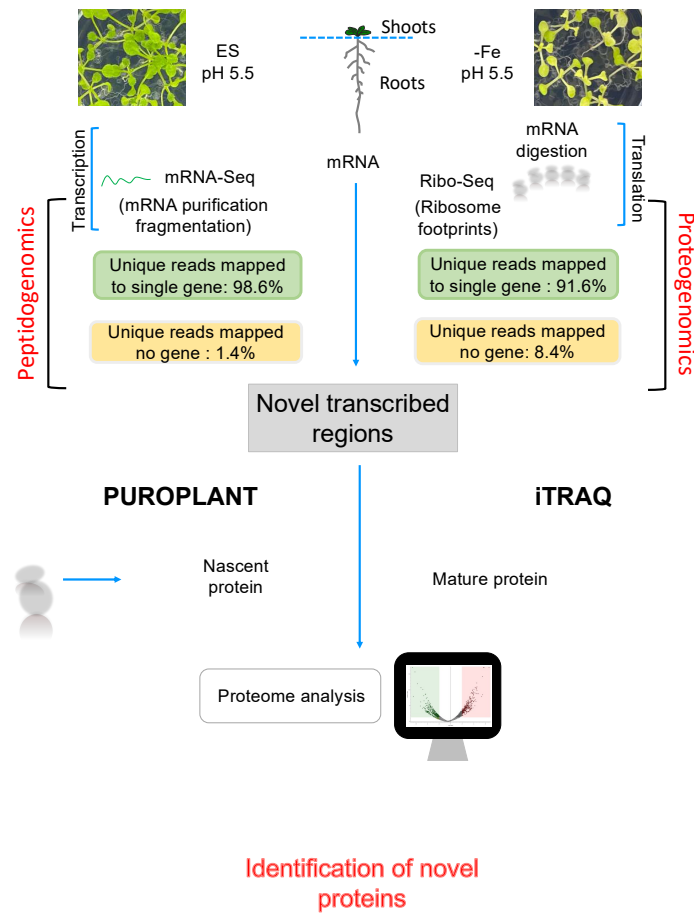 Shoots
ES
pH 5.5
-Fe
pH 5.5
Roots
mRNA
digestion
Transcription
Translation
mRNA
mRNA-Seq
(mRNA purification
fragmentation)
Ribo-Seq
(Ribosome
footprints)
Peptidogenomics
Proteogenomics
Unique reads mapped
to single gene: 98.6%
Unique reads mapped
to single gene : 91.6%
Unique reads mapped
no gene : 1.4%
Unique reads mapped
no gene: 8.4%
Novel transcribed
regions
PUROPLANT
iTRAQ
Nascent
protein
Mature protein
Proteome analysis
Identification of novel
proteins